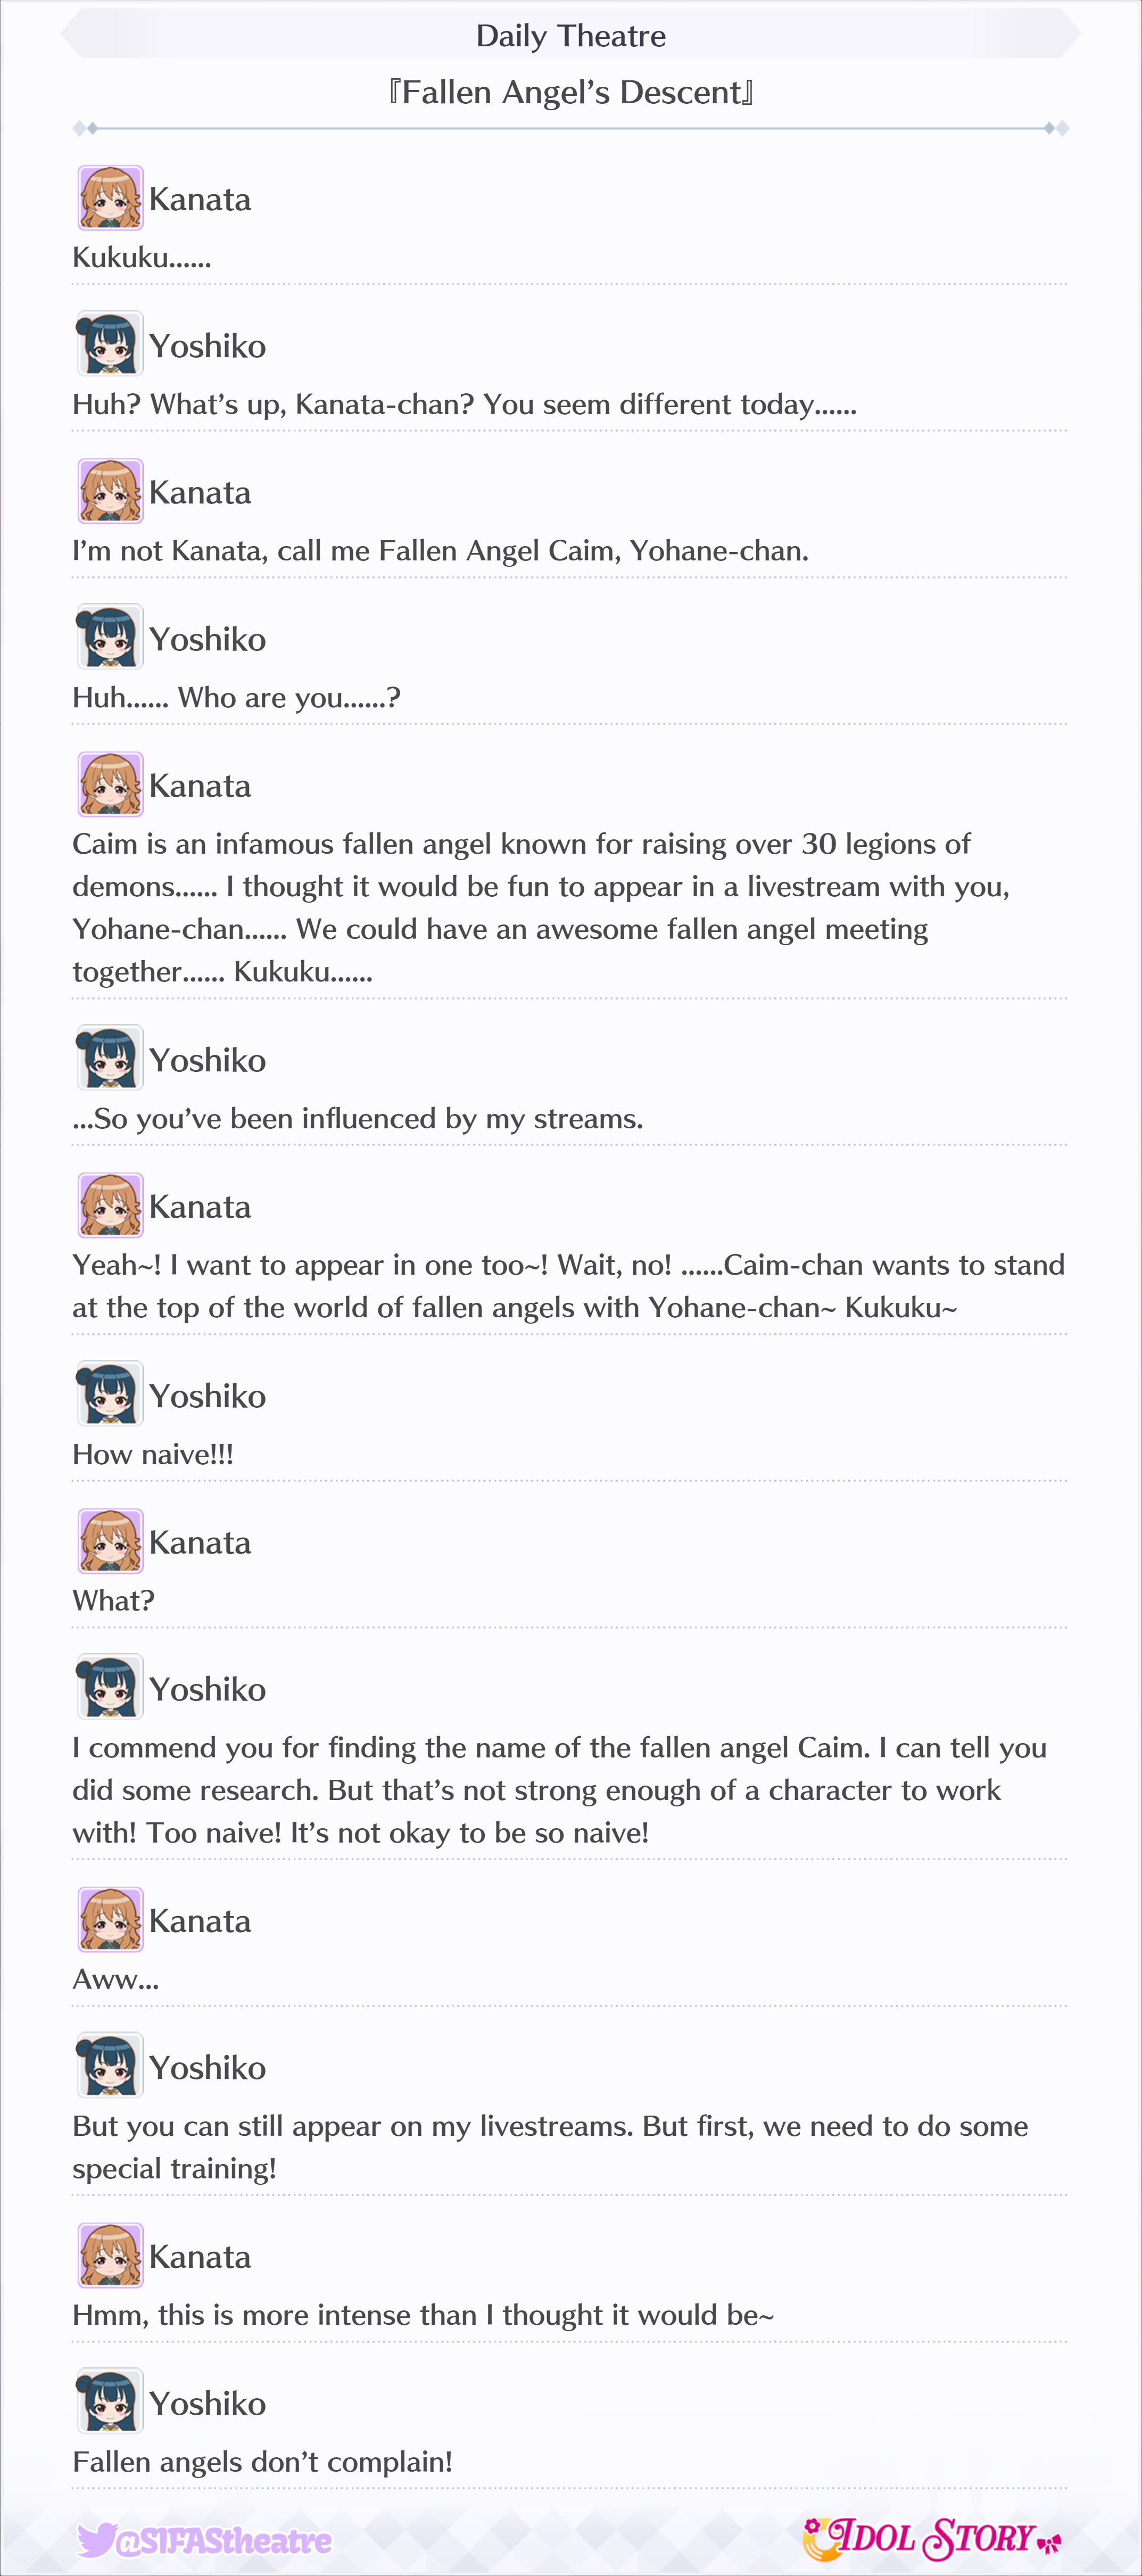 Daily Theatre
『Fallen Angel’s Descent』
Kanata
Kukuku......
Yoshiko
Huh? What’s up, Kanata-chan? You seem different today......
Kanata
I’m not Kanata, call me Fallen Angel Caim, Yohane-chan.
Yoshiko
Huh...... Who are you......?
Kanata
Caim is an infamous fallen angel known for raising over 30 legions of
demons...... I thought it would be fun to appear in a livestream with you,
Yohane-chan...... We could have an awesome fallen angel meeting
together...... Kukuku......
Yoshiko
...So you’ve been influenced by my streams.
Kanata
Yeah~! I want to appear in one too~! Wait, no! ......Caim-chan wants to stand
at the top of the world of fallen angels with Yohane-chan~ Kukuku~
Yoshiko
How naive!!!
Kanata
What?
Yoshiko
I commend you for finding the name of the fallen angel Caim. I can tell you
did some research. But that’s not strong enough of a character to work
with! Too naive! It’s not okay to be so naive!
Kanata
Aww...
Yoshiko
But you can still appear on my livestreams. But first, we need to do some
special training!
Kanata
Hmm, this is more intense than I thought it would be~
Yoshiko
Fallen angels don’t complain!
@SIFAStheatre
IDOL STORY